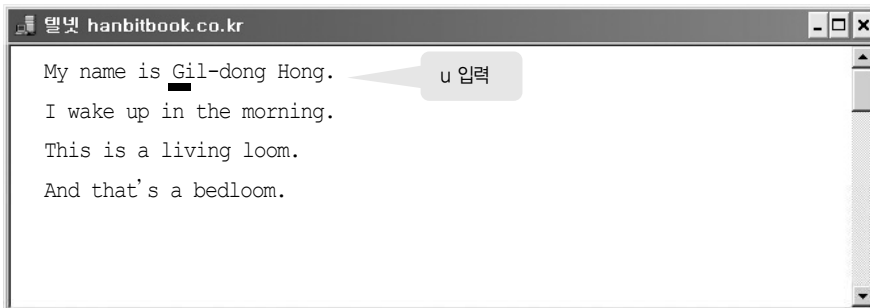 텔넷 hanbitbook.co.kr
My name is Gil-dong Hong.
u 입력
I wake up in the morning.
This is a living loom.
And that's a bedloom.